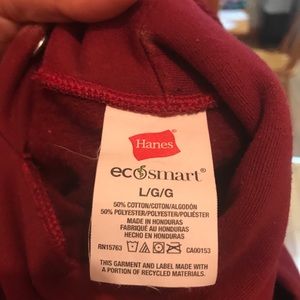 Hanes
ecosmart®
L/G/G
50% COTTON/COTON/ALGODÓN
50% POLYESTER/POLYESTER/POLIÉSTER
MADE IN HONDURAS
FABRIQUÉ AU HONDURAS
HECHO EN HONDURAS
RN15763 CA00153
THIS GARMENT AND LABEL MADE WITH
A PORTION OF RECYCLED MATERIALS.